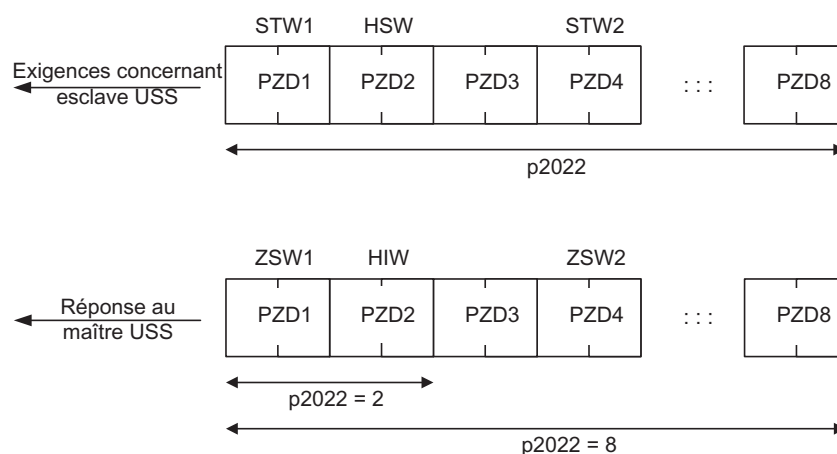 STW1 HSW STW2
Exigences concernant
esclave USS
PZD1 PZD2 PZD3 PZD4 : : : PZD8
p2022
ZSW1 HIW ZSW2
Réponse au
maître USS
PZD1 PZD2 PZD3 PZD4 : : : PZD8
p2022 = 2
p2022 = 8